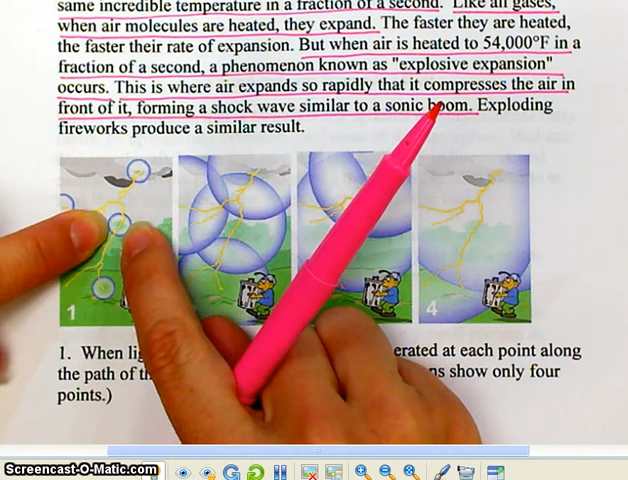 same incredible temperature in a fraction of a second. Like all gases,
when air molecules are heated, they expand. The faster they are heated,
the faster their rate of expansion. But when air is heated to 54,000°F in a
fraction of a second, a phenomenon known as "explosive expansion"
occurs. This is where air expands so rapidly that it compresses the air in
front of it, forming a shock wave similar to a sonic boom. Exploding
fireworks produce a similar result.
1
4
1. When erated at each point along
the path of show only four
points.)
Screencast-O-Matic.com